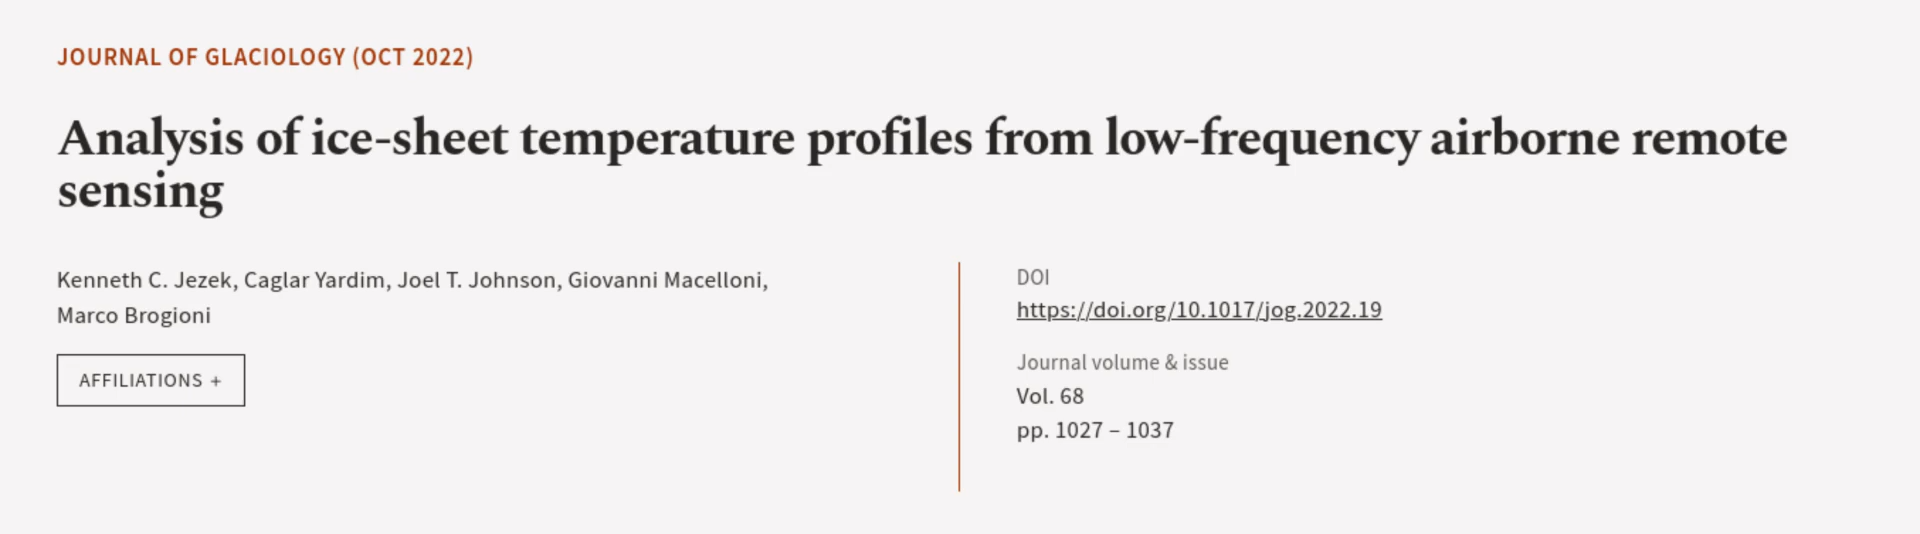 JOURNAL OF GLACIOLOGY (OCT 2022)
Analysis of ice-sheet temperature profiles from low-frequency airborne remote
sensing
Kenneth C. Jezek, Caglar Yardim, Joel T. Johnson, Giovanni Macelloni,
Marco Brogioni
AFFILIATIONS +
DOI
https://doi.org/10.1017/jog.2022.19
Journal volume & issue
Vol. 68
pp. 1027 – 1037